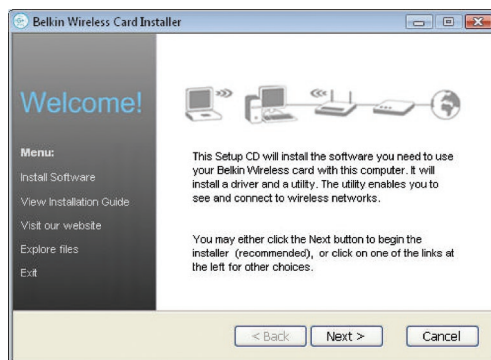 Belkin Wireless Card Installer
Welcome!
Menu:
Install Software
View Installation Guide
Visit our website
Explore files
Exit
This Setup CD will install the software you need to use
your Belkin Wireless card with this computer. It will
install a driver and a utility. The utility enables you to
see and connect to wireless networks.
You may either click the Next button to begin the
installer (recommended), or click on one of the links at
the left for other choices.
< Back
Next >
Cancel